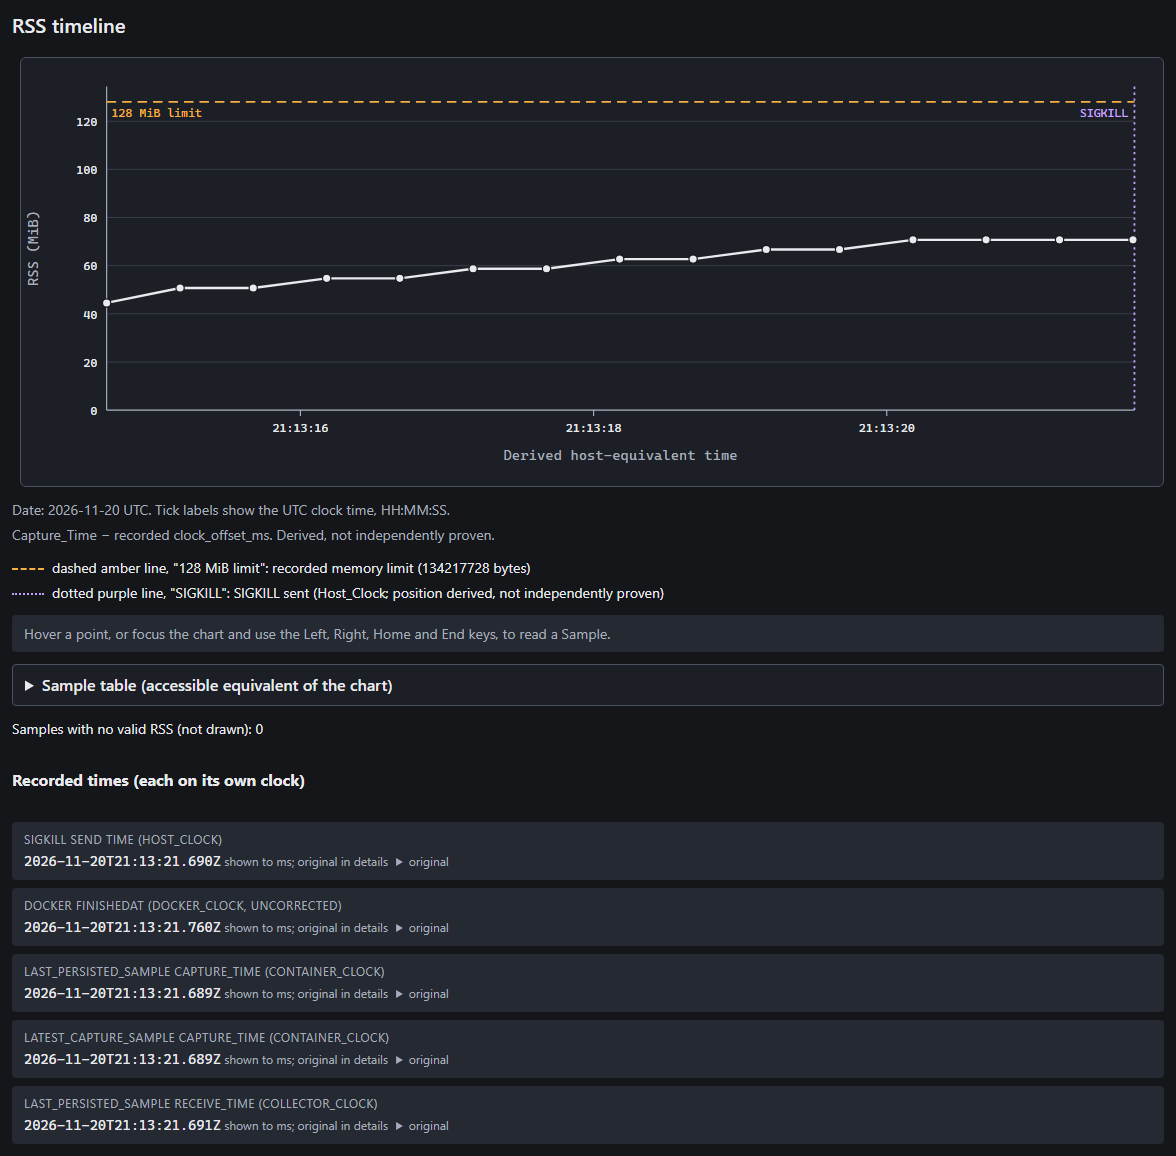 RSS timeline
128 MiB limit
SIGKILL
120
100
80
60
40
20
0
RSS (MiB)
21:13:16
21:13:18
21:13:20
Derived host-equivalent time
Date: 2026-11-20 UTC. Tick labels show the UTC clock time, HH:MM:SS.
Capture_Time − recorded clock_offset_ms. Derived, not independently proven.
dashed amber line, "128 MiB limit": recorded memory limit (134217728 bytes)
dotted purple line, "SIGKILL": SIGKILL sent (Host_Clock; position derived, not independently proven)
Hover a point, or focus the chart and use the Left, Right, Home and End keys, to read a Sample.
▶ Sample table (accessible equivalent of the chart)
Samples with no valid RSS (not drawn): 0
Recorded times (each on its own clock)
SIGKILL SEND TIME (HOST_CLOCK)
2026-11-20T21:13:21.690Z shown to ms; original in details ▶ original
DOCKER FINISHEDAT (DOCKER_CLOCK, UNCORRECTED)
2026-11-20T21:13:21.760Z shown to ms; original in details ▶ original
LAST_PERSISTED_SAMPLE CAPTURE_TIME (CONTAINER_CLOCK)
2026-11-20T21:13:21.689Z shown to ms; original in details ▶ original
LATEST_CAPTURE_SAMPLE CAPTURE_TIME (CONTAINER_CLOCK)
2026-11-20T21:13:21.689Z shown to ms; original in details ▶ original
LAST_PERSISTED_SAMPLE RECEIVE_TIME (COLLECTOR_CLOCK)
2026-11-20T21:13:21.691Z shown to ms; original in details ▶ original